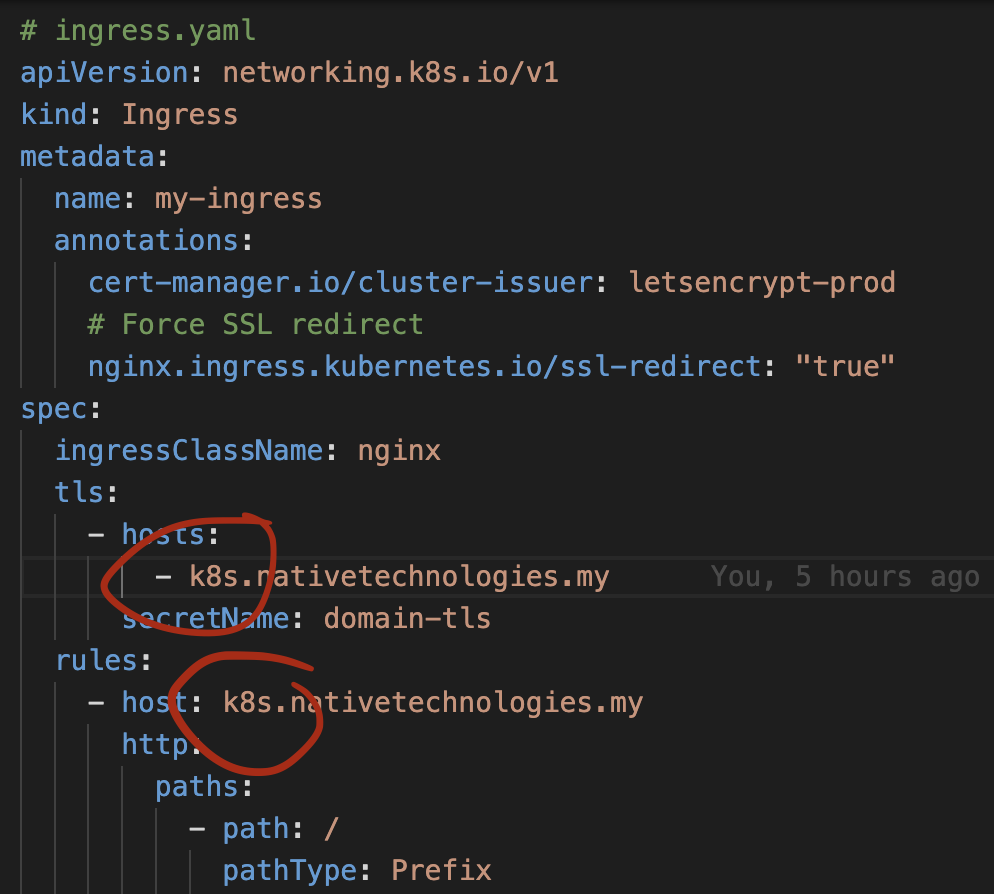 # ingress.yaml
apiVersion: networking.k8s.io/v1
kind: Ingress
metadata:
  name: my-ingress
  annotations:
    cert-manager.io/cluster-issuer: letsencrypt-prod
    # Force SSL redirect
    nginx.ingress.kubernetes.io/ssl-redirect: "true"
spec:
  ingressClassName: nginx
  tls:
    - hosts:
        - k8s.nativetechnologies.my You, 5 hours ago
      secretName: domain-tls
  rules:
    - host: k8s.nativetechnologies.my
      http:
        paths:
          - path: /
            pathType: Prefix